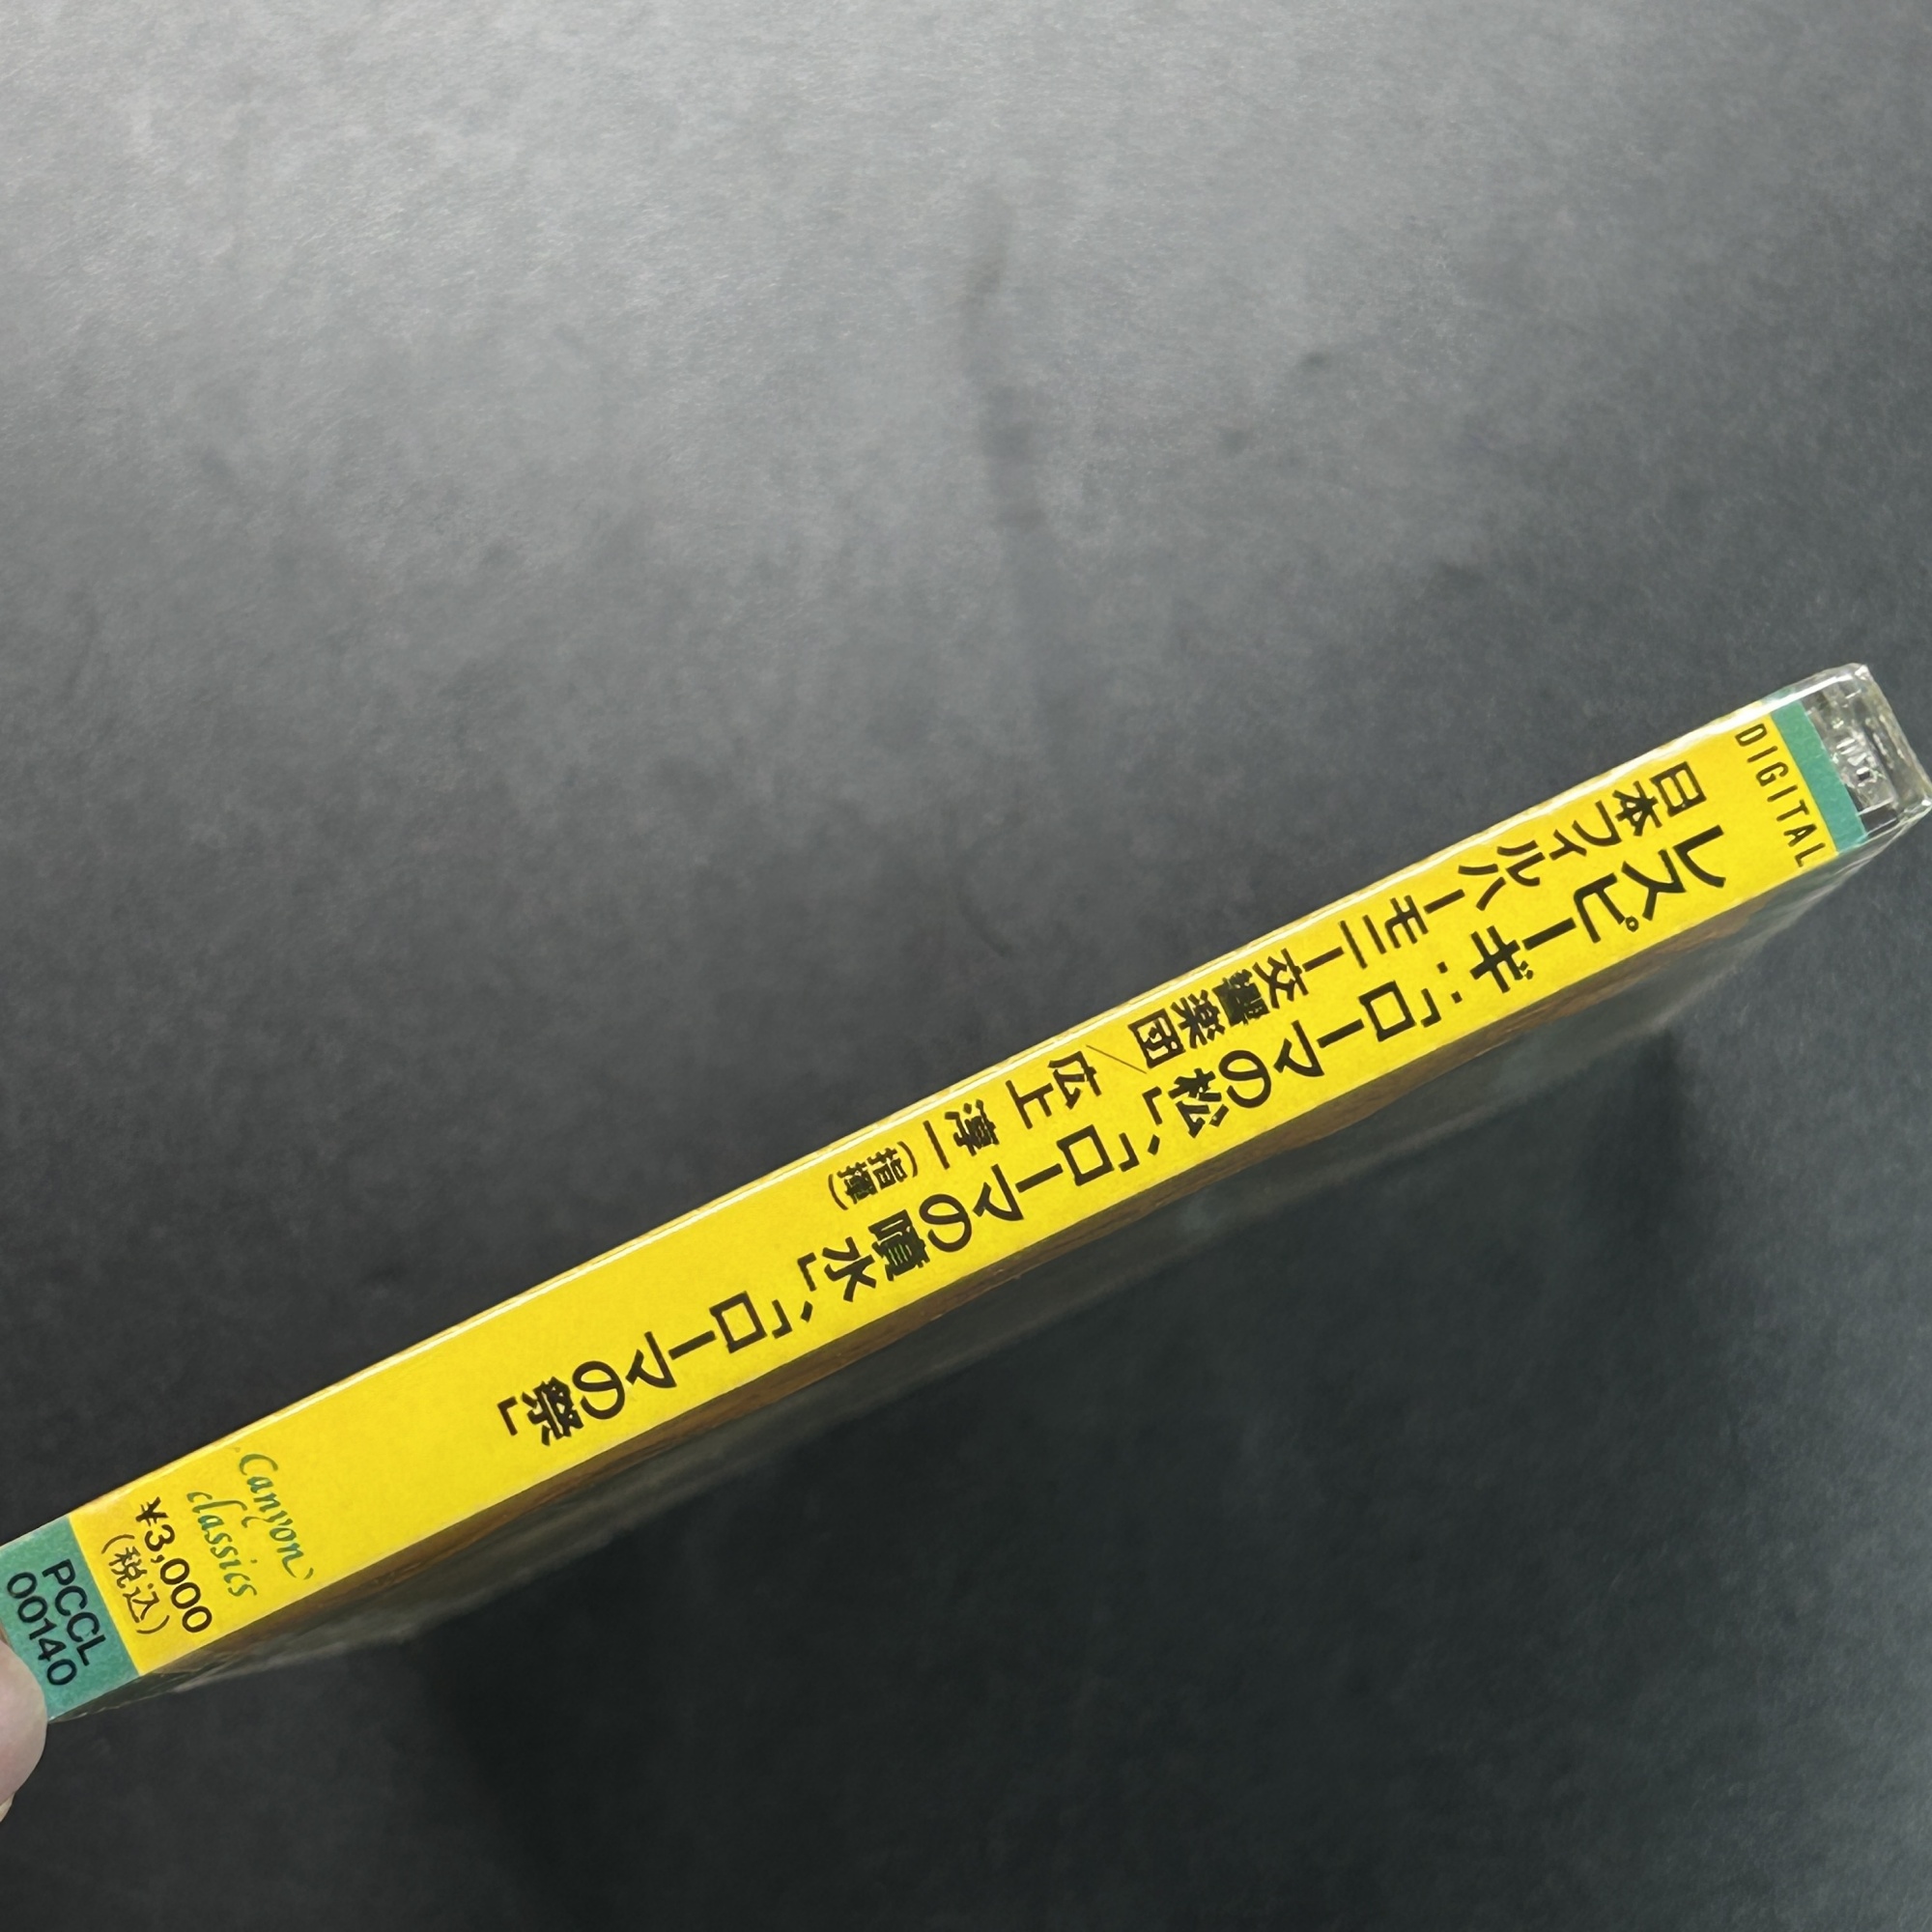 DIGITAL
レスピーギ:「ローマの松」、「ローマの噴水」、「ローマの祭」
日本フィルハーモニー交響楽団／広上 淳一(指揮)
Canyon
classics
¥3,000
(税込)
PCCL
00140